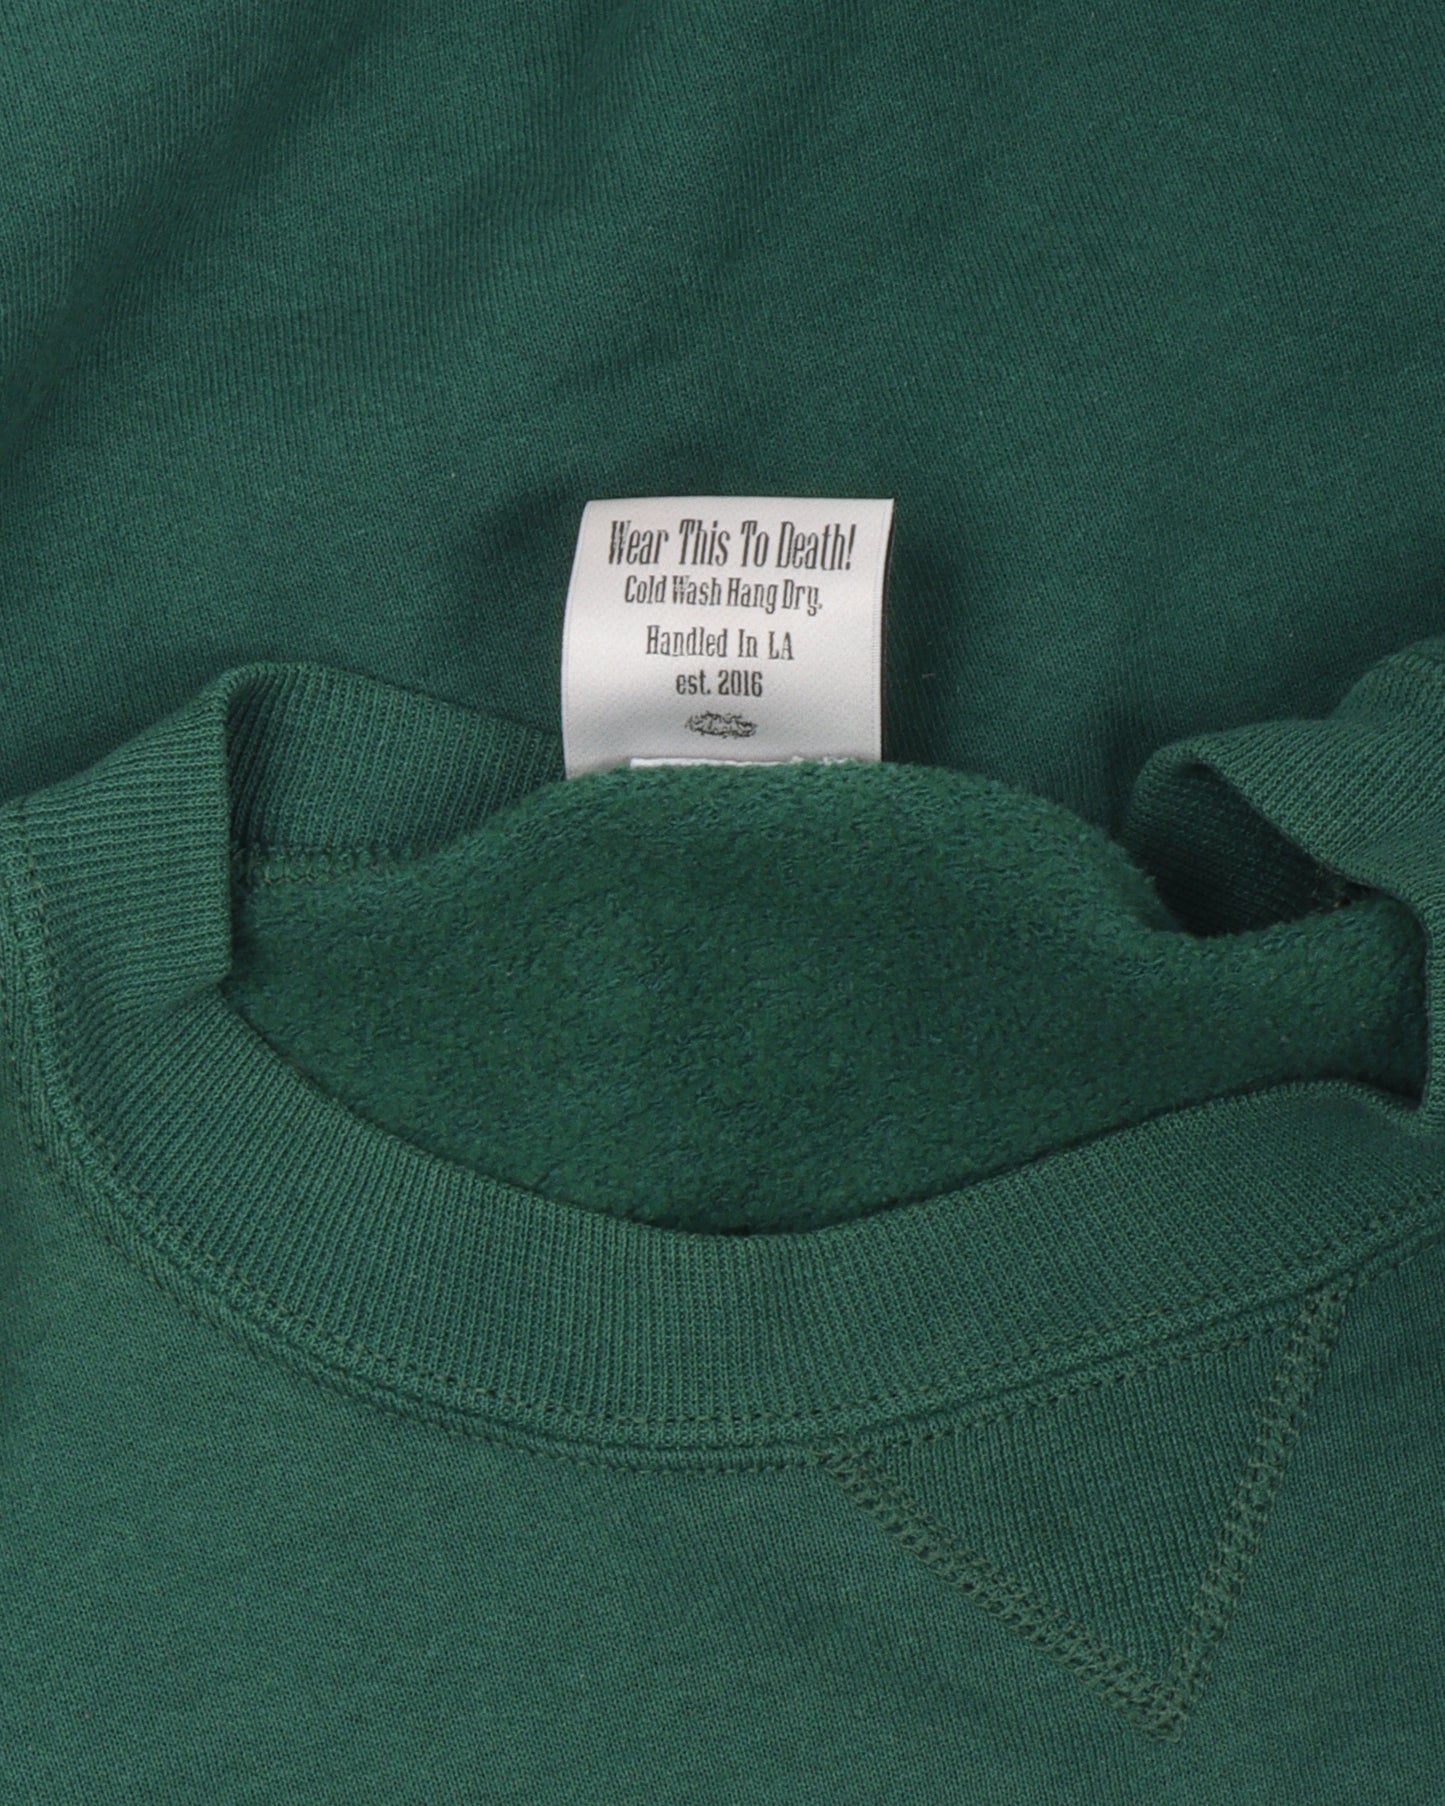 Wear This To Death!
Cold Wash Hang Dry.
Handled In LA
est. 2016